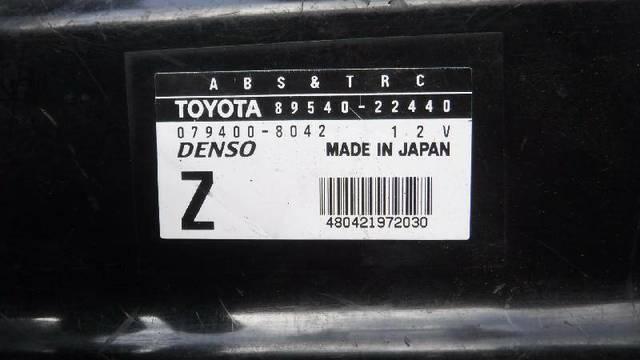 ABS&TRC
TOYOTA 89540-22440
079400-8042 12V
DENSO MADE IN JAPAN
Z
480421972030